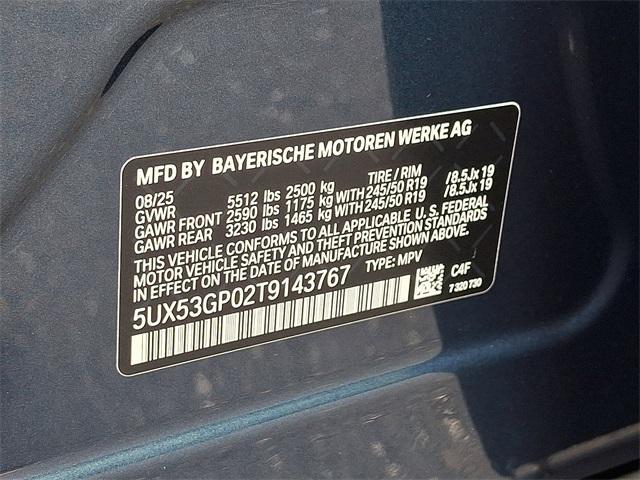 MFD BY BAYERISCHE MOTOREN WERKE AG
08/25 TIRE / RIM
GVWR 5512 lbs 2500 kg
GAWR FRONT 2590 lbs 1175 kg WITH 245/50 R19 /8.5Jx19
GAWR REAR 3230 lbs 1465 kg WITH 245/50 R19 /8.5Jx19
THIS VEHICLE CONFORMS TO ALL APPLICABLE U. S. FEDERAL
MOTOR VEHICLE SAFETY AND THEFT PREVENTION STANDARDS
IN EFFECT ON THE DATE OF MANUFACTURE SHOWN ABOVE.
5UX53GP02T9143767 TYPE: MPV
C4F
7 320 730